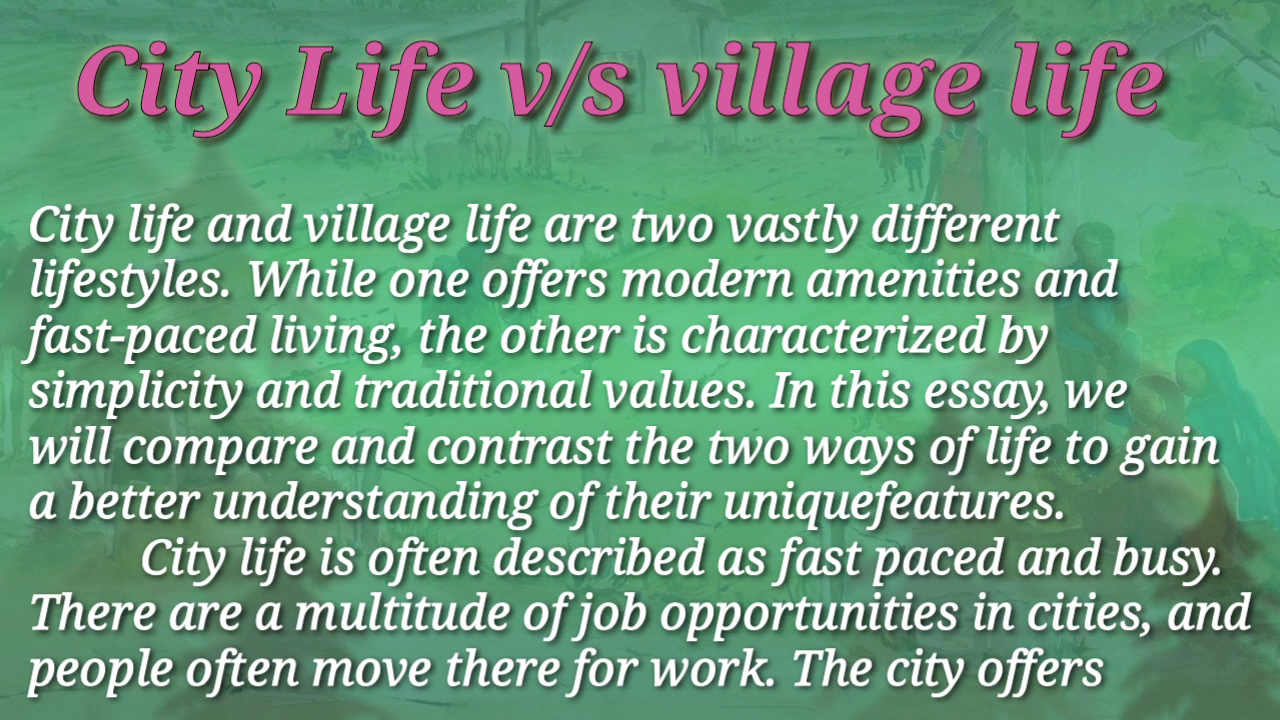 City Life v/s village life
City life and village life are two vastly different
lifestyles. While one offers modern amenities and
fast-paced living, the other is characterized by
simplicity and traditional values. In this essay, we
will compare and contrast the two ways of life to gain
a better understanding of their uniquefeatures.
City life is often described as fast paced and busy.
There are a multitude of job opportunities in cities, and
people often move there for work. The city offers